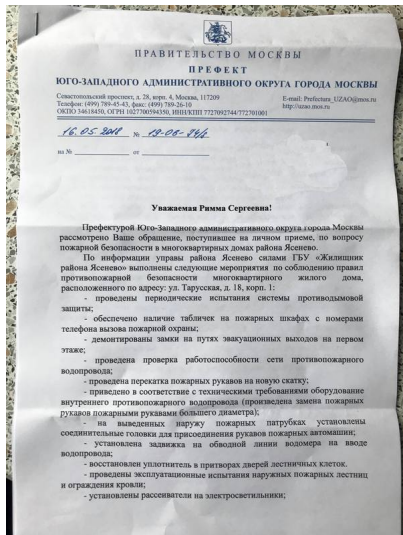 ПРАВИТЕЛЬСТВО МОСКВЫ
ПРЕФЕКТ
ЮГО-ЗАПАДНОГО АДМИНИСТРАТИВНОГО ОКРУГА ГОРОДА МОСКВЫ
Севастопольский проспект, д. 28, корп. 4, Москва, 117209
E-mail: Prefectura_UZAO@mos.ru
Телефон: (499) 789-45-43, факс: (499) 789-26-10
http://uzao.mos.ru
ОКПО 34618450, ОГРН 1027700594350, ИНН/КПП 7727092744/772701001
16.05.2018 №
на № от
Уважаемая Римма Сергеевна!
Префектурой Юго-Западного административного округа города Москвы
рассмотрено Ваше обращение, поступившее на личном приеме, по вопросу
пожарной безопасности в многоквартирных домах района Ясенево.
По информации управы района Ясенево силами ГБУ «Жилищник
района Ясенево» выполнены следующие мероприятия по соблюдению правил
противопожарной безопасности многоквартирного жилого дома,
расположенного по адресу: ул. Тарусская, д. 18, корп. 1:
- проведены периодические испытания системы противодымовой
защиты;
- обеспечено наличие табличек на пожарных шкафах с номерами
телефона вызова пожарной охраны;
- демонтированы замки на путях эвакуационных выходов на первом
этаже;
- проведена проверка работоспособности сети противопожарного
водопровода;
- проведена перекатка пожарных рукавов на новую скатку;
- приведено в соответствие с техническими требованиями оборудование
внутреннего противопожарного водопровода (произведена замена пожарных
рукавов пожарными рукавами большего диаметра);
- на выведенных наружу пожарных патрубках установлены
соединительные головки для присоединения рукавов пожарных автомашин;
- установлена задвижка на обводной линии водомера на вводе
водопровода;
- восстановлен уплотнитель в притворах дверей лестничных клеток.
- проведены эксплуатационные испытания наружных пожарных лестниц
и ограждения кровли;
- установлены рассеиватели на электросветильники;